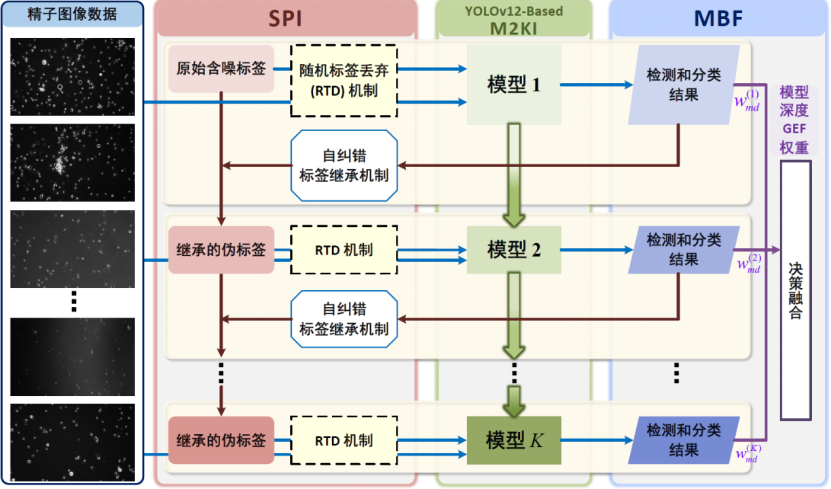 精子图像数据
SPI
YOLOv12-Based
M2KI
MBF
原始含噪标签
随机标签丢弃
(RTD) 机制
模型 1
检测和分类
结果
w_{md}^{(1)}
模型
深度
GEF
权重
自纠错
标签继承机制
继承的伪标签
RTD 机制
模型 2
检测和分类
结果
w_{md}^{(2)}
决策融合
自纠错
标签继承机制
继承的伪标签
RTD 机制
模型 K
检测和分类
结果
w_{md}^{(K)}